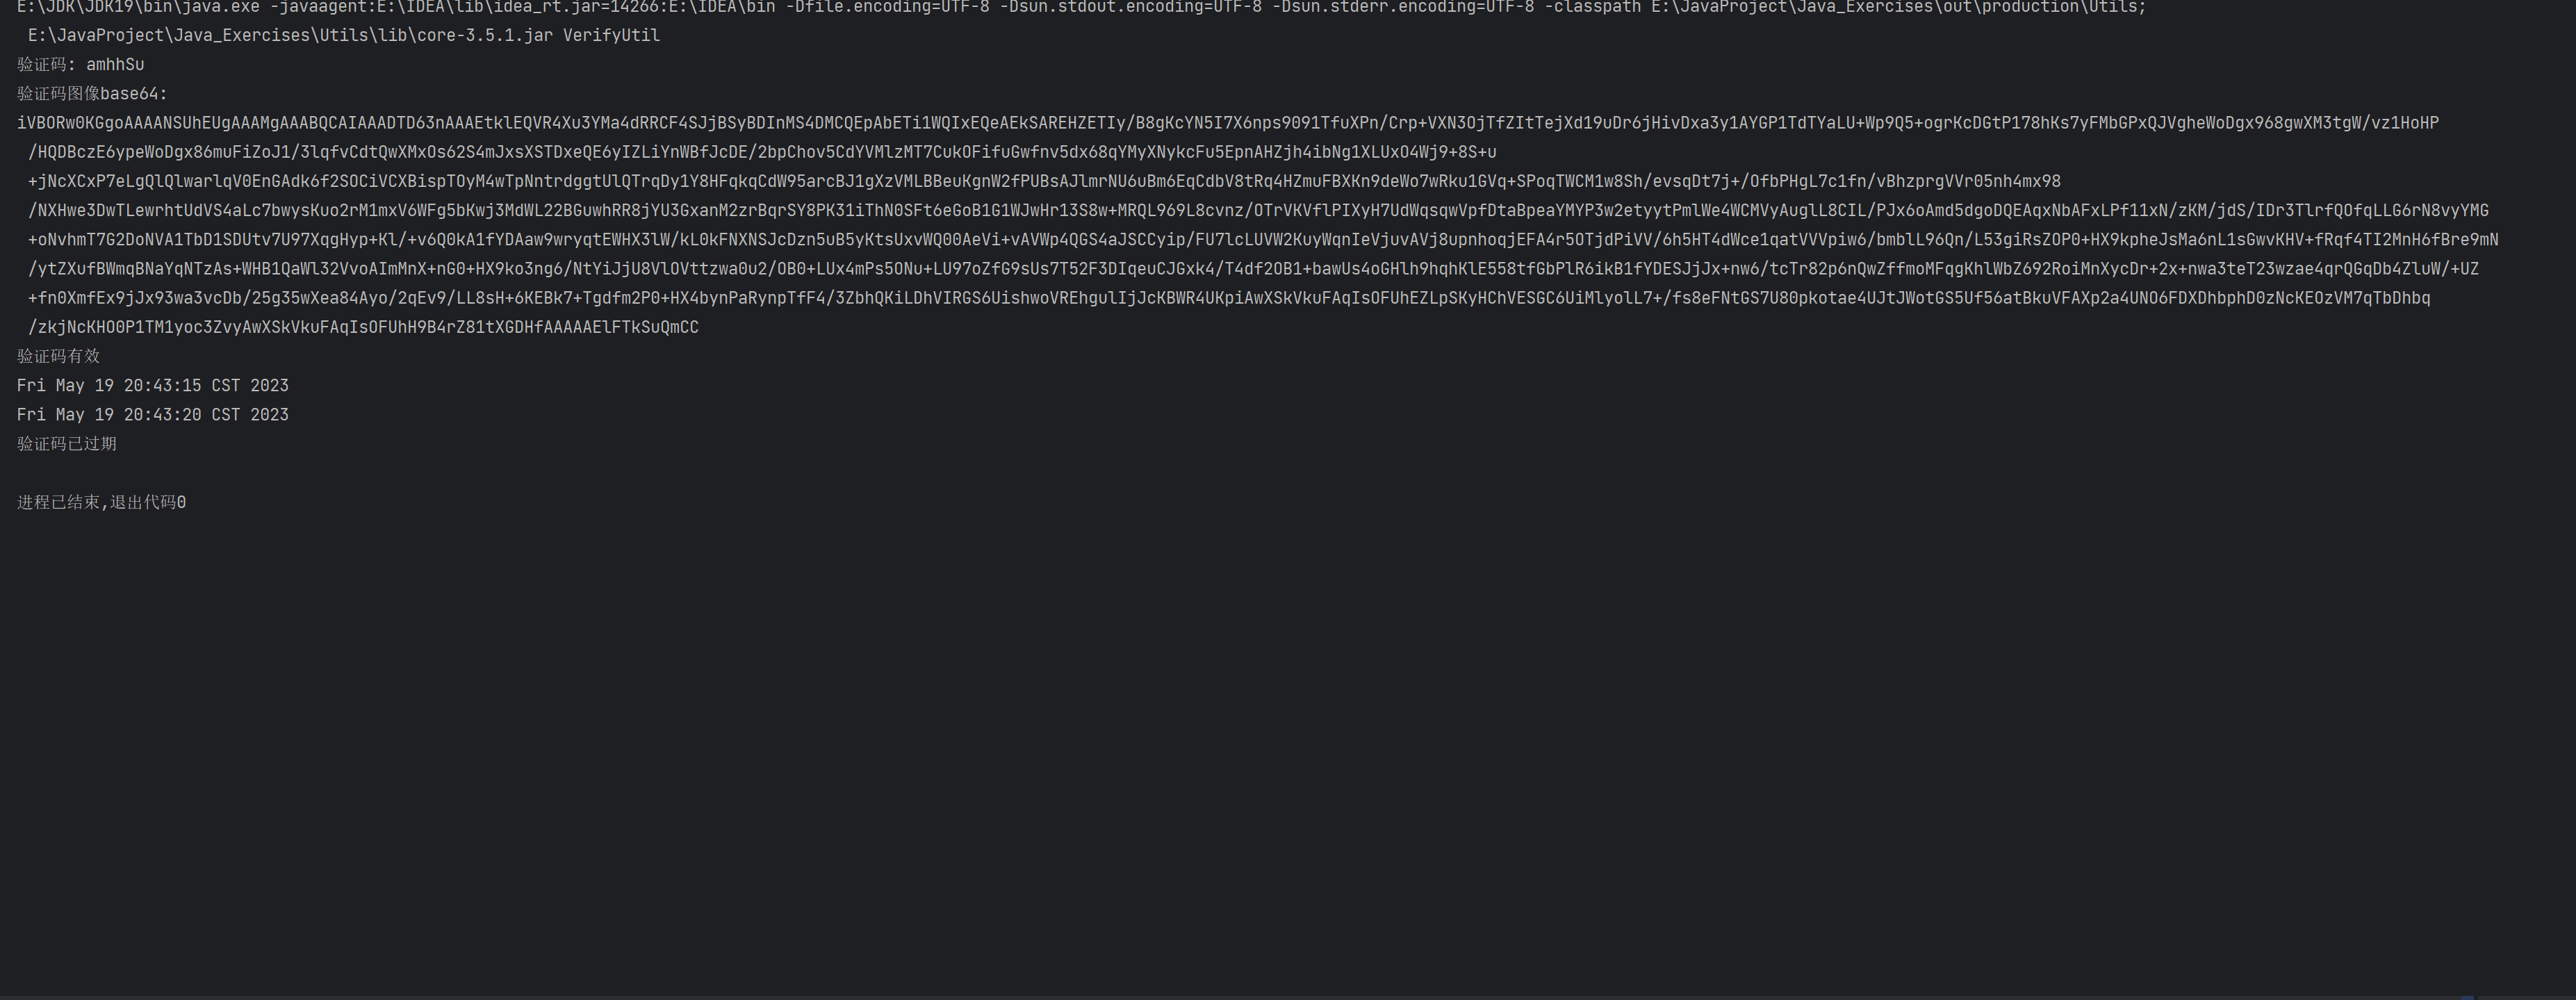 E:\JDK\JDK19\bin\java.exe -javaagent:E:\IDEA\lib\idea_rt.jar=14266:E:\IDEA\bin -Dfile.encoding=UTF-8 -Dsun.stdout.encoding=UTF-8 -Dsun.stderr.encoding=UTF-8 -classpath E:\JavaProject\Java_Exercises\out\production\Utils;
E:\JavaProject\Java_Exercises\Utils\lib\core-3.5.1.jar VerifyUtil
验证码: amhhSu
验证码图像base64:
iVBORw0KGgoAAAANSUhEUgAAAMgAAABQCAIAAADTD63nAAAEtklEQVR4Xu3YMa4dRRCF4SJjBSyBDInMS4DMCQEpAbETi1WQIxEQeAEkSAREHZETIy/B8gKcYN5I7X6nps9091TfuXPn/Crp+VXN3OjTfZItTejXd19uDr6jHivDxa3y1AYGP1TdTYaLU+Wp9Q5+ogrKcDGtP178hKs7yFMbGPxQJVgheWoDgx968gwXM3tgW/vz1HoHP
/HQDBczE6ypeWoDgx86muFiZoJ1/3lqfvCdtQwXMxOs62S4mJxsXSTDxeQE6yIZLiYnWBfJcDE/2bpChov5CdYVMlzMT7CukOFifuGwfnv5dx68qYMyXNykcFu5EpnAHZjh4ibNg1XLUxO4Wj9+8S+u
+jNcXCxP7eLgQlQlwarlqV0EnGAdk6f2SOCiVCXBispTOyM4wTpNntrdggtUlQTrqDy1Y8HFqkqCdW95arcBJ1gXzVMLBBeuKgnW2fPUBsAJlmrNU6uBm6EqCdbV8tRq4HZmuFBXKn9deWo7wRku1GVq+SPoqTWCM1w8Sh/evsqDt7j+/OfbPHgL7c1fn/vBhzprgVVr05nh4mx98
/NXHwe3DwTLewrhtUdVS4aLc7bwysKuo2rM1mxV6WFg5bKwj3MdWL22BGuwhRR8jYU3GxanM2zrBqrSY8PK31iThN0SFt6eGoB1G1WJwHr13S8w+MRQL969L8cvnz/OTrVKVflPIXyH7UdWqsqwVpfDtaBpeaYMYP3w2etyytPmlWe4WCMVyAuglL8CIL/PJx6oAmd5dgoDQEAqxNbAFxLPf11xN/zKM/jdS/IDr3TlrfQOfqLLG6rN8vyYMG
+oNvhmT7G2DoNVA1TbD1SDUtv7U97XqgHyp+Kl/+v6Q0kA1fYDAaw9wryqtEWHX3lW/kL0kFNXNSJcDzn5uB5yKtsUxvWQ00AeVi+vAVWp4QGS4aJSCCyip/FU7lcLUVW2KuyWqnIeVjuvAVj8upnhoqjEFA4r5OTjdPiVV/6h5HT4dWce1qatVVVpiw6/bmblL96Qn/L53giRsZOP0+HX9kpheJsMa6nL1sGwvKHV+fRqf4TI2MnH6fBre9mN
/ytZXufBWmqBNaYqNTzAs+WHB1QaWl32VvoAImMnX+nG0+HX9ko3ng6/NtYiJjU8VlOVttzwa0u2/OB0+LUx4mPs5ONu+LU97oZfG9sUs7T52F3DIqeuCJGxk4/T4df2OB1+bawUs4oGHlh9hqhKlE558tfGbPlR6ikB1fYDESJjJx+nw6/tcTr82p6nQwZffmoMFqgKhlWbZ692RoiMnXycDr+2x+nwa3teT23wzae4qrQGqDb4ZluW/+UZ
+fn0XmfEx9jJx93wa3vcDb/25g35wXea84Ayo/2qEv9/LL8sH+6KEBk7+Tgdfm2P0+HX4bynPaRynpTfF4/3ZbhQKiLDhVIRGS6UishwoVREhgulIjJcKBWR4UKpiAwXSkVkuFAqIsOFUhEZLpSKyHChVESGC6UiMlyolL7+/fs8eFNtGS7U80pkotae4UJtJWotGS5Uf56atBkuVFAXp2a4UNO6FDXDhbphD0zNcKEOzVM7qTbDhbq
/zkjNcKHO0P1TM1yoc3ZvyAwXSkVkuFAqIsOFUhH9B4rZ81tXGDHfAAAAAElFTkSuQmCC
验证码有效
Fri May 19 20:43:15 CST 2023
Fri May 19 20:43:20 CST 2023
验证码已过期
进程已结束,退出代码0